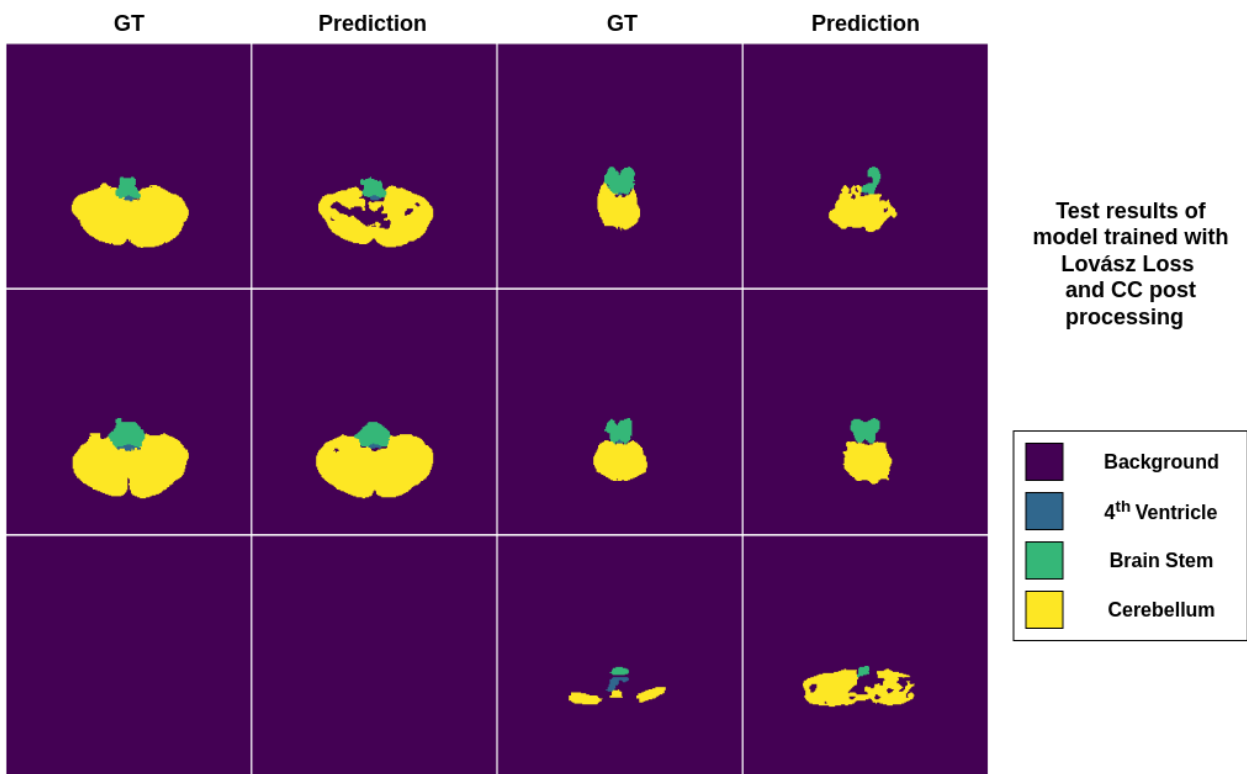 GT
Prediction
GT
Prediction
Test results of
model trained with
Lovász Loss
and CC post
processing
Background
4th Ventricle
Brain Stem
Cerebellum